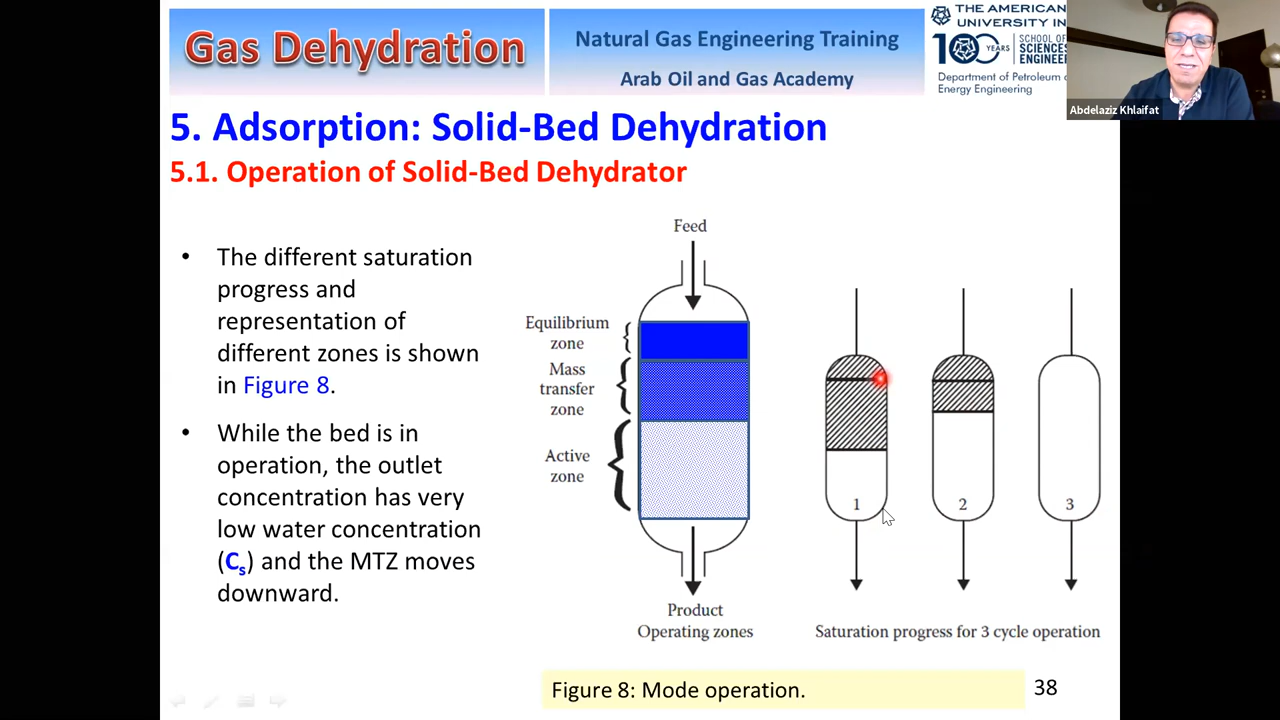 Gas Dehydration
Natural Gas Engineering Training
Arab Oil and Gas Academy
THE AMERICAN
UNIVERSITY IN
100 YEARS
SCHOOL OF
SCIENCES
ENGINEER
Department of Petroleum
Energy Engineering
Abdelaziz Khlaifat
5. Adsorption: Solid-Bed Dehydration
5.1. Operation of Solid-Bed Dehydrator
• The different saturation
progress and
representation of
different zones is shown
in Figure 8.
• While the bed is in
operation, the outlet
concentration has very
low water concentration
(Cs) and the MTZ moves
downward.
Feed
Equilibrium
zone
Mass
transfer
zone
Active
zone
Product
Operating zones
1
2
3
Saturation progress for 3 cycle operation
Figure 8: Mode operation.
38